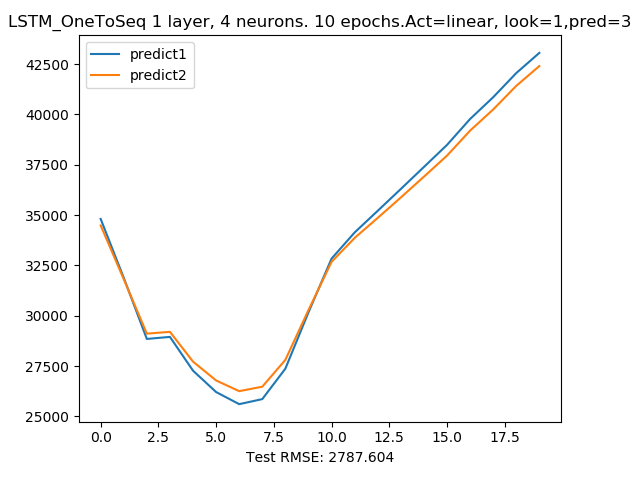 LSTM_OneToSeq 1 layer, 4 neurons. 10 epochs.Act=linear, look=1,pred=3
predict1
predict2
42500
40000
37500
35000
32500
30000
27500
25000
0.0 2.5 5.0 7.5 10.0 12.5 15.0 17.5
Test RMSE: 2787.604